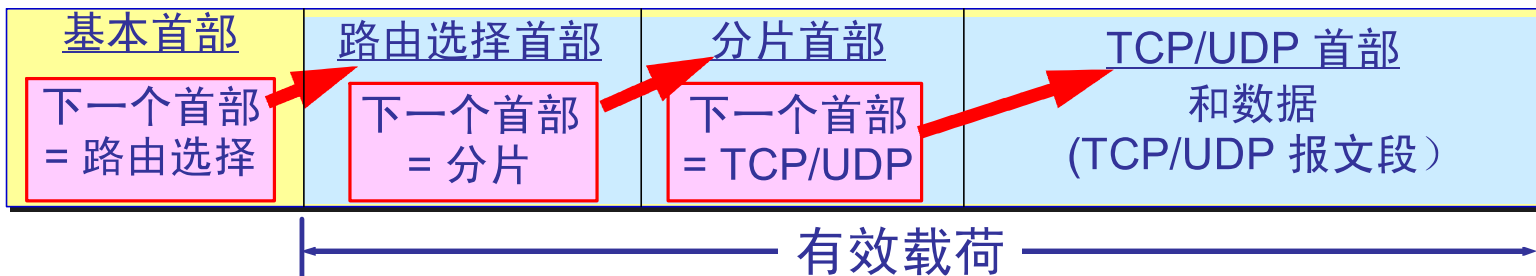 基本首部
下一个首部
= 路由选择
路由选择首部
下一个首部
= 分片
分片首部
下一个首部
= TCP/UDP
TCP/UDP 首部
和数据
(TCP/UDP 报文段）
有效载荷